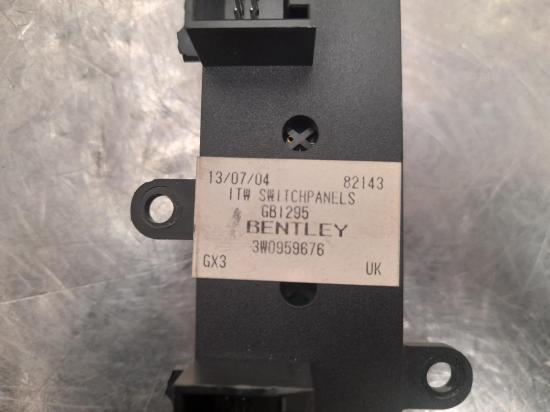 13/07/04 82143
ITW SWITCHPANELS
GB1295
BENTLEY
3W0959676
GX3 UK